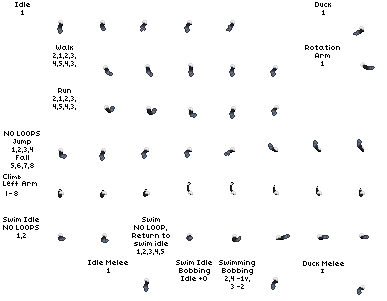 Idle
1
Duck
1
Walk
2,1,2,3,
4,5,4,3,
Rotation
Arm
1
Run
2,1,2,3,
4,5,4,3,
NO LOOPS
Jump
1,2,3,4
Fall
5,6,7,8
Climb
Left Arm
1-8
Swim Idle
NO LOOPS
1,2
Swim
NO LOOP,
Return to
swim idle
1,2,3,4,5
Swim Idle
Bobbing
Idle +0
Swimming
Bobbing
2,4 -1v,
3 -2
Idle Melee
1
Duck Melee
1